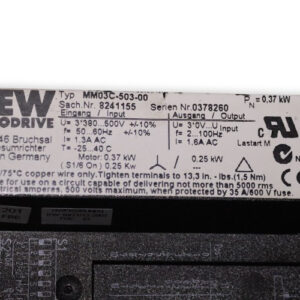 EW Typ MM03C-503-00 P N = 0,37 kW
ODRIVE Sach.Nr. 8241155 Serien Nr.0378260
Eingang / Input Ausgang / Output
U= 3*380...500V +/-10% U= 3*0V...U Input
46 Bruchsal f= 50...60Hz +/-10% f= 2...100Hz
sumrichter I= 1.3A AC I= 1.6A AC Lastart M
n Germany T= -25...40 C
M= 0.37 kW / 0.25 kW
(S1/6 Hz) 0.25 Kw
/75°C copper wire only. Tighten terminals to 13,3 in. - lbs.(1,5 Nm)
r use on a circuit capable of delivering not more than 5000 rms
trical amperes, 500 volts maximum, when protected by 35 A/600 V fuse